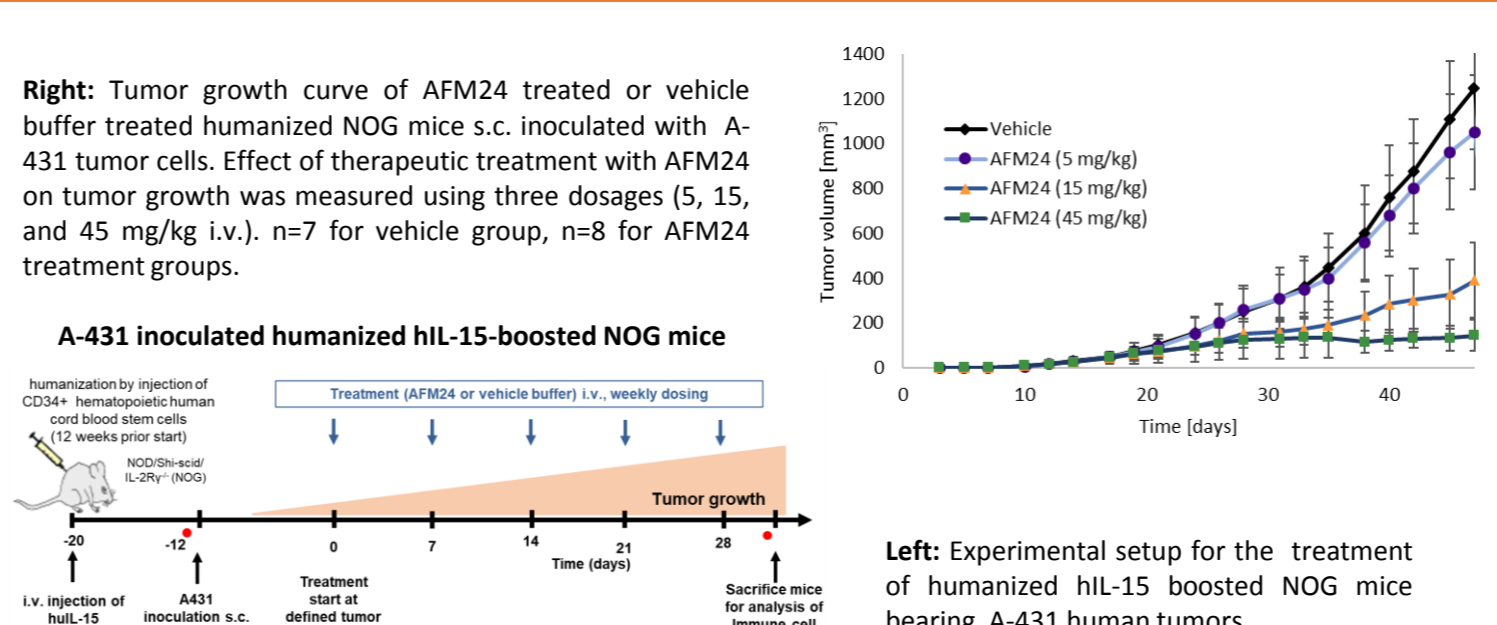 Right: Tumor growth curve of AFM24 treated or vehicle
buffer treated humanized NOG mice s.c. inoculated with A-
431 tumor cells. Effect of therapeutic treatment with AFM24
on tumor growth was measured using three dosages (5, 15,
and 45 mg/kg i.v.). n=7 for vehicle group, n=8 for AFM24
treatment groups.
1400
1200
1000
800
600
400
200
0
Tumor volume [mm³]
Vehicle
AFM24 (5 mg/kg)
AFM24 (15 mg/kg)
AFM24 (45 mg/kg)
0 10 20 30 40
Time [days]
A-431 inoculated humanized hIL-15-boosted NOG mice
humanization by injection of
CD34+ hematopoietic human
cord blood stem cells
(12 weeks prior start)
NOD/Shi-scid/
IL-2Rγ-/- (NOG)
Treatment (AFM24 or vehicle buffer) i.v., weekly dosing
Tumor growth
-20 -12 0 7 14 21 28
Time (days)
i.v. injection of
huIL-15
A431
inoculation s.c.
Treatment
start at
defined tumor
Sacrifice mice
for analysis of
Immune cell
Left: Experimental setup for the treatment
of humanized hIL-15 boosted NOG mice
bearing A-431 human tumors